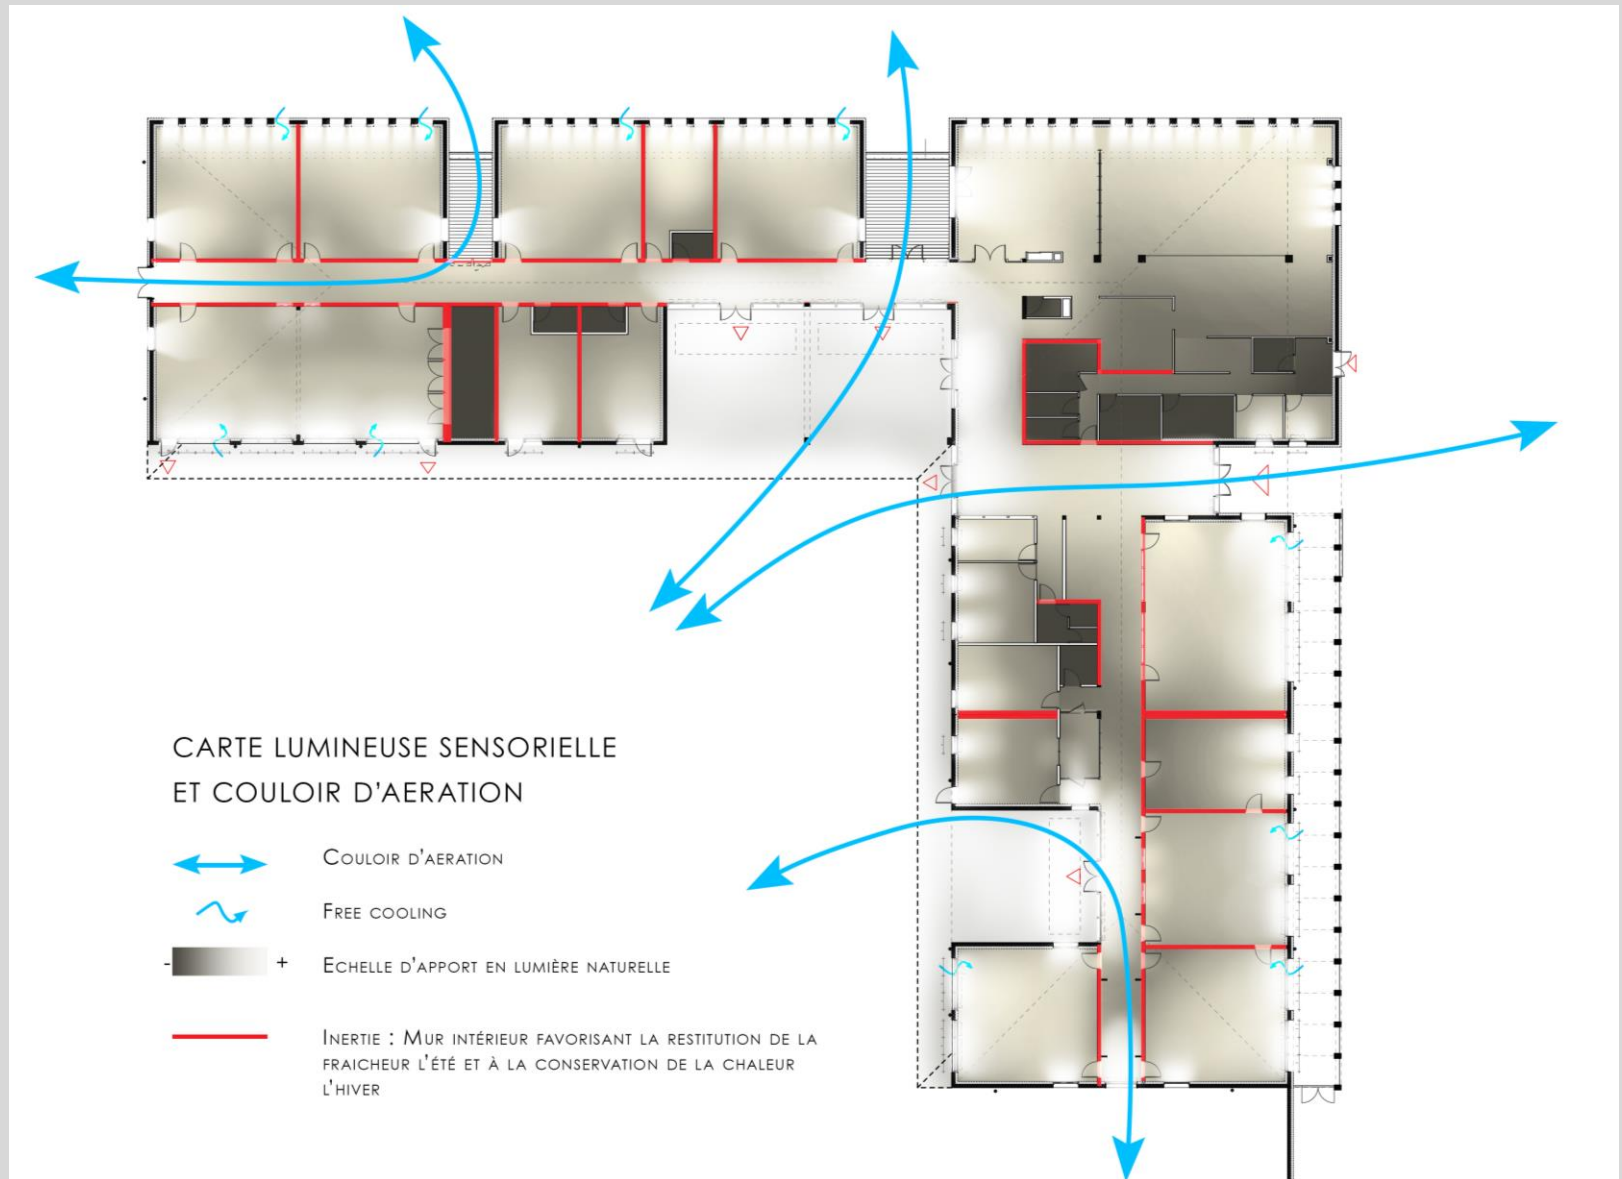 CARTE LUMINEUSE SENSORIELLE
ET COULOIR D'AERATION
COULOIR D'AERATION
FREE COOLING
- + ECHELLE D'APPORT EN LUMIÈRE NATURELLE
INERTIE : MUR INTÉRIEUR FAVORISANT LA RESTITUTION DE LA
FRAICHEUR L'ÉTÉ ET À LA CONSERVATION DE LA CHALEUR
L'HIVER